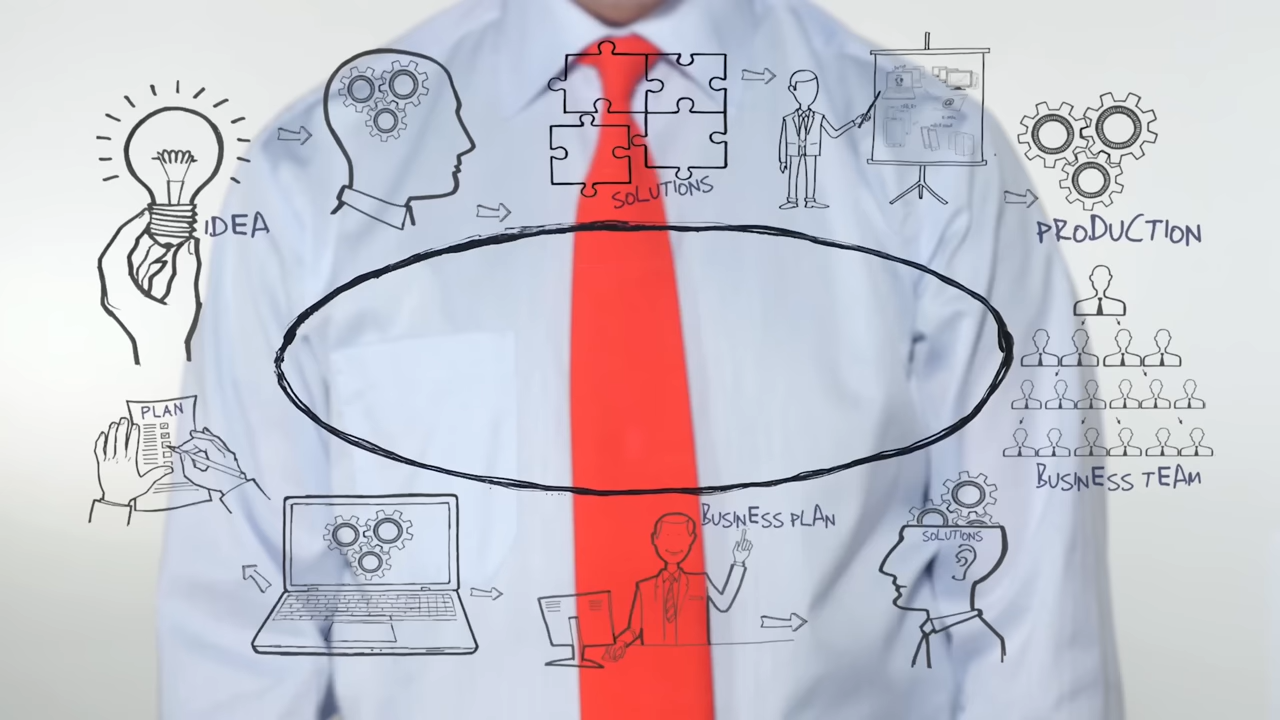 SOLUTIONS
IDEA
PRODUCTION
PLAN
BUSINESS TEAM
BUSINESS PLAN
SOLUTIONS
@